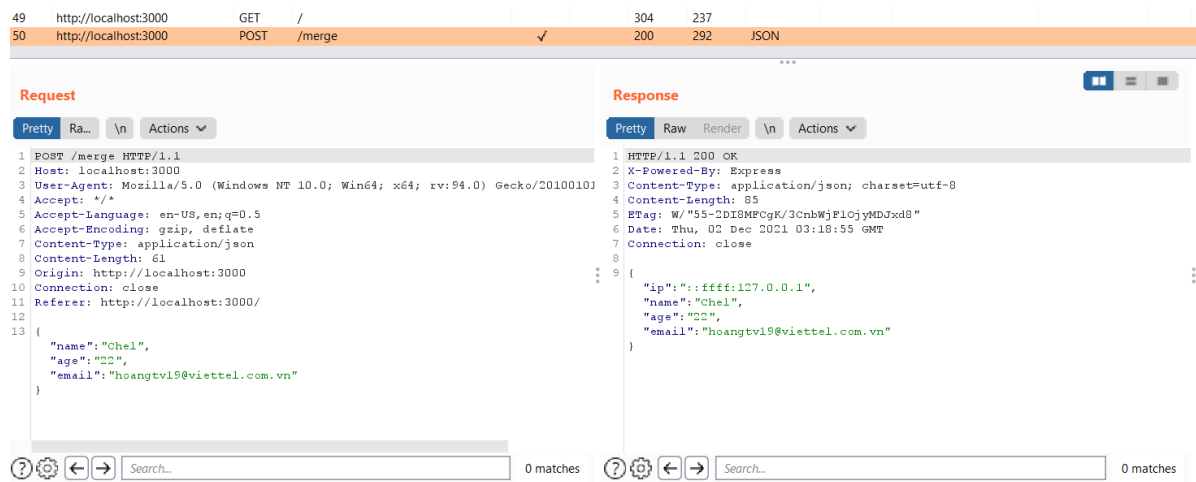 49 http://localhost:3000 GET / 304 237
50 http://localhost:3000 POST /merge ✓ 200 292 JSON
Request
Pretty Ra... \n Actions
1 POST /merge HTTP/1.1
2 Host: localhost:3000
3 User-Agent: Mozilla/5.0 (Windows NT 10.0; Win64; x64; rv:94.0) Gecko/20100101
4 Accept: */*
5 Accept-Language: en-US,en;q=0.5
6 Accept-Encoding: gzip, deflate
7 Content-Type: application/json
8 Content-Length: 61
9 Origin: http://localhost:3000
10 Connection: close
11 Referer: http://localhost:3000/
12
13 {
"name":"Chel",
"age":"22",
"email":"hoangtv19@viettel.com.vn"
}
Search...
0 matches
Response
Pretty Raw Render \n Actions
1 HTTP/1.1 200 OK
2 X-Powered-By: Express
3 Content-Type: application/json; charset=utf-8
4 Content-Length: 85
5 ETag: W/"55-2DI8MFCgK/3CnbWjFlOjyMDJxd8"
6 Date: Thu, 02 Dec 2021 03:18:55 GMT
7 Connection: close
8
9 {
"ip":"::ffff:127.0.0.1",
"name":"Chel",
"age":"22",
"email":"hoangtv19@viettel.com.vn"
}
Search...
0 matches